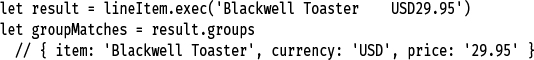 let result = lineItem.exec('Blackwell Toaster    USD29.95')
let groupMatches = result.groups
  // { item: 'Blackwell Toaster', currency: 'USD', price: '29.95' }